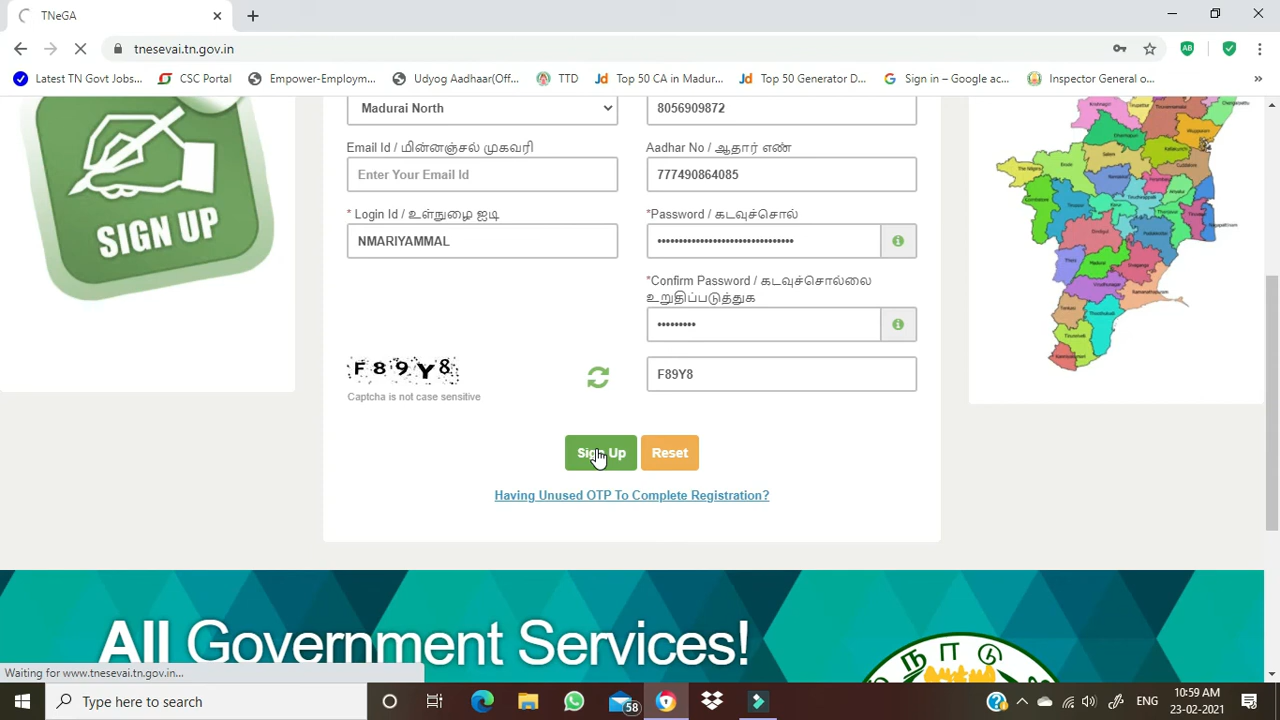 TNeGA
tnesevai.tn.gov.in
Latest TN Govt Jobs...
CSC Portal
Empower-Employm...
Udyog Aadhaar(Off...
TTD
Top 50 CA in Madur...
Top 50 Generator D...
Sign in – Google ac...
Inspector General o...
»
Madurai North
8056909872
Email Id / மின்னஞ்சல் முகவரி
Aadhar No / ஆதார் எண்
Enter Your Email Id
777490864085
* Login Id / உள்நுழை ஐடி
*Password / கடவுச்சொல்
NMARIYAMMAL
*Confirm Password / கடவுச்சொல்லை
உறுதிப்படுத்துக
SIGN UP
F89Y8
F89Y8
Captcha is not case sensitive
Sign Up
Reset
Having Unused OTP To Complete Registration?
All Government Services!
Waiting for www.tnesevai.tn.gov.in...
Type here to search
58
ENG
10:59 AM
23-02-2021